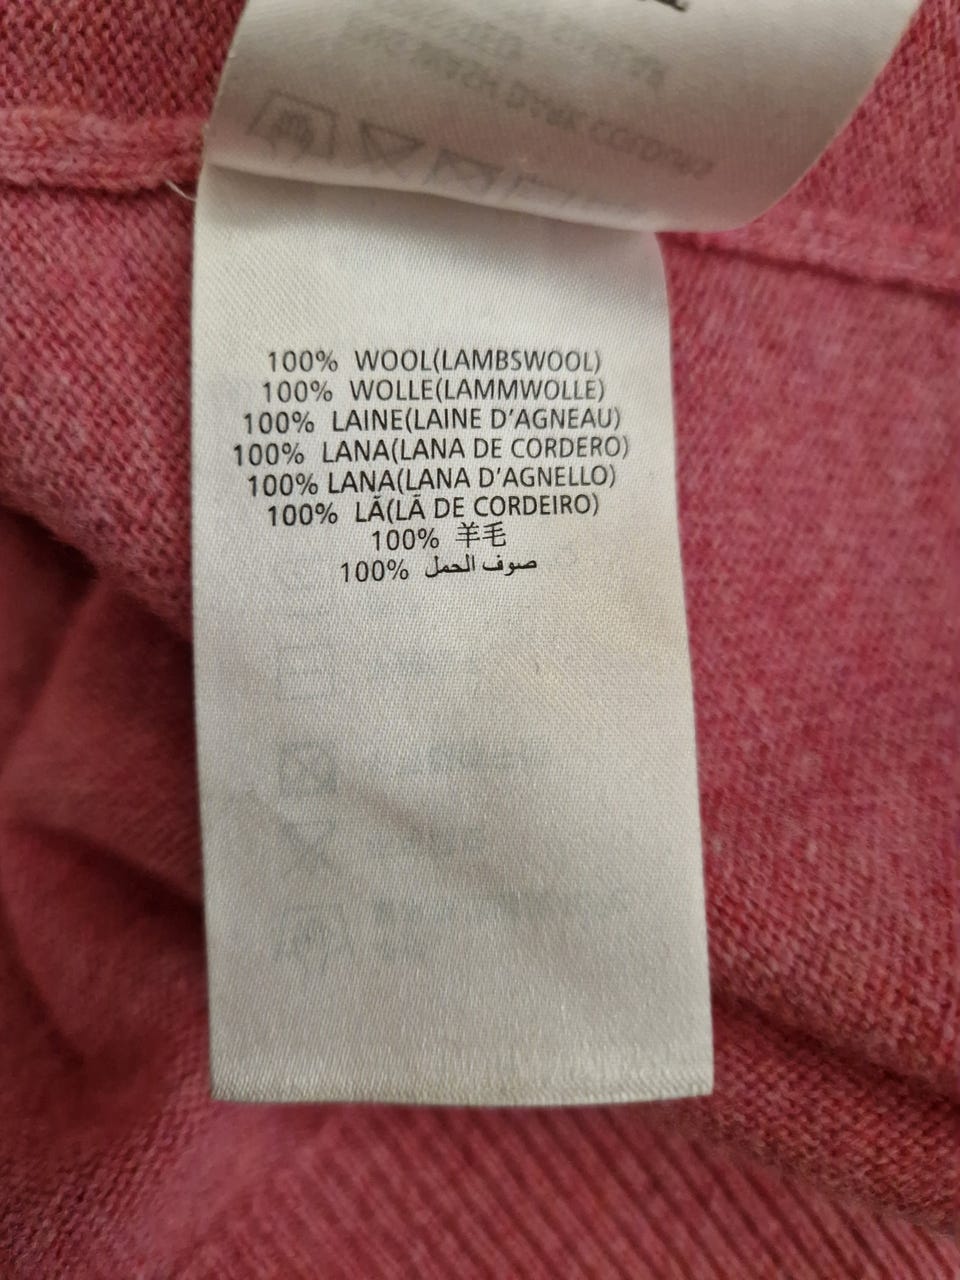 100% WOOL(LAMBSWOOL)
100% WOLLE(LAMMWOLLE)
100% LAINE(LAINE D'AGNEAU)
100% LANA(LANA DE CORDERO)
100% LANA(LANA D'AGNELLO)
100% LÃ(LÃ DE CORDEIRO)
100% 羊毛
100% صوف الحمل